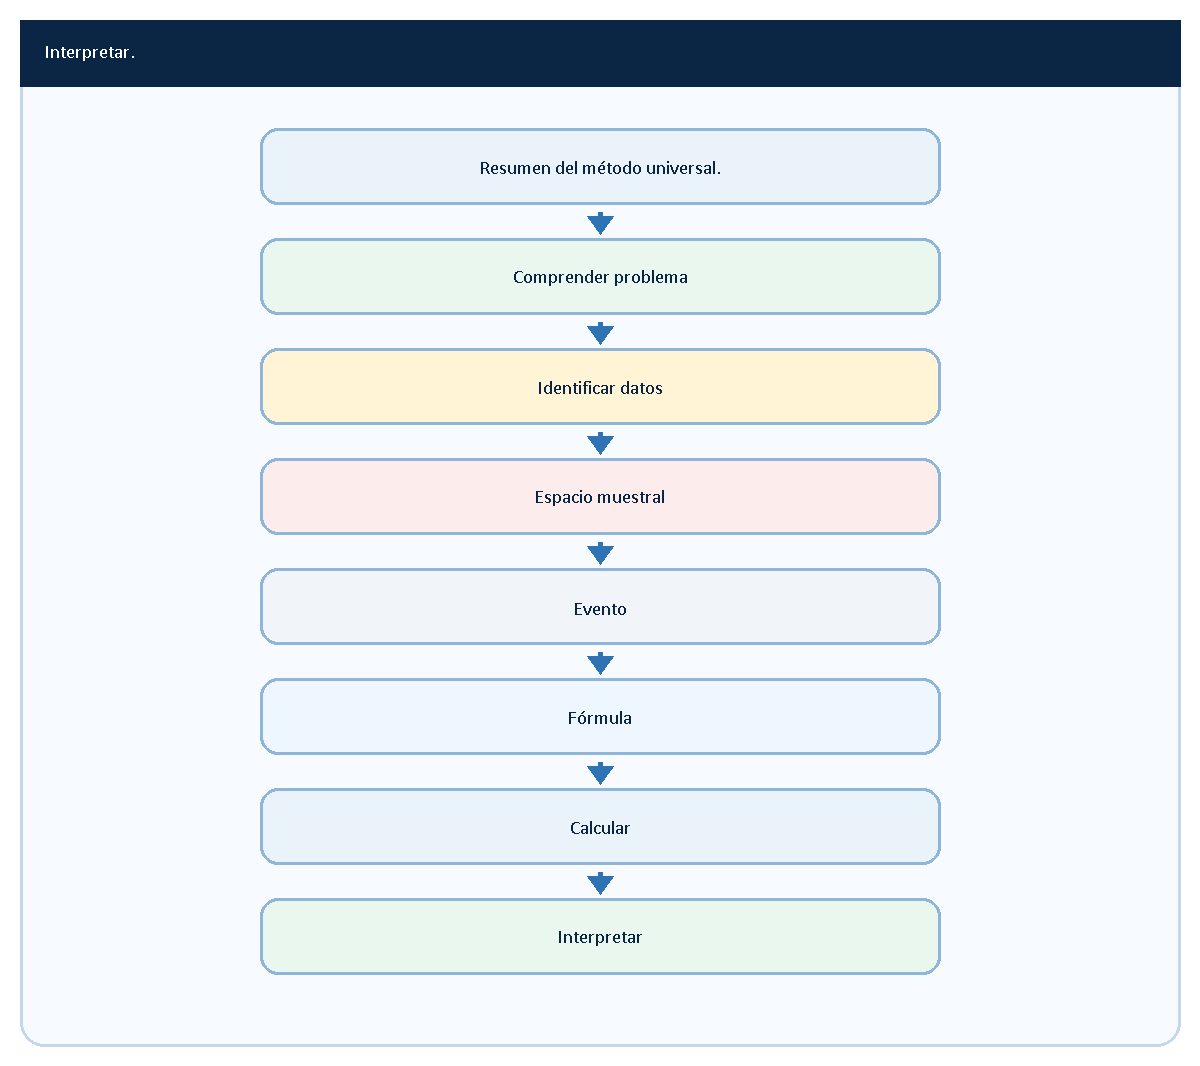 Interpretar.
Resumen del método universal.
Comprender problema
Identificar datos
Espacio muestral
Evento
Fórmula
Calcular
Interpretar